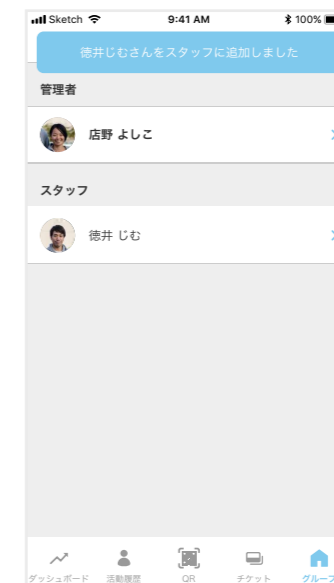 Sketch 9:41 AM 100%
徳井じむさんをスタッフに追加しました
管理者
店野 よしこ
スタッフ
徳井 じむ
ダッシュボード 活動履歴 QR チケット グループ